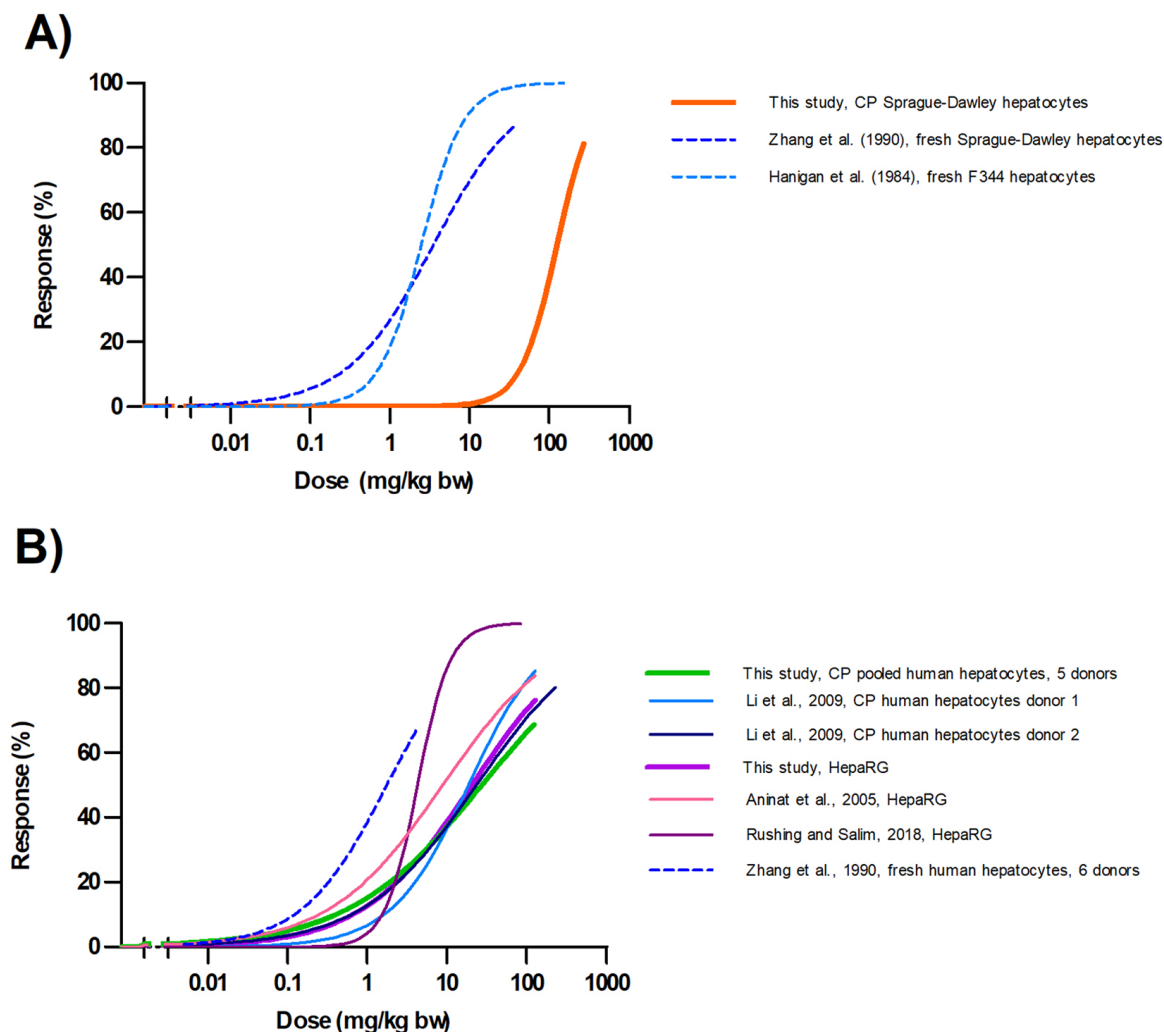 A)
100
80
60
40
20
0
Response (%)
0.01 0.1 1 10 100 1000
Dose (mg/kg bw)
This study, CP Sprague-Dawley hepatocytes
Zhang et al. (1990), fresh Sprague-Dawley hepatocytes
Hanigan et al. (1984), fresh F344 hepatocytes
B)
100
80
60
40
20
0
Response (%)
0.01 0.1 1 10 100 1000
Dose (mg/kg bw)
This study, CP pooled human hepatocytes, 5 donors
Li et al., 2009, CP human hepatocytes donor 1
Li et al., 2009, CP human hepatocytes donor 2
This study, HepaRG
Aninat et al., 2005, HepaRG
Rushing and Salim, 2018, HepaRG
Zhang et al., 1990, fresh human hepatocytes, 6 donors